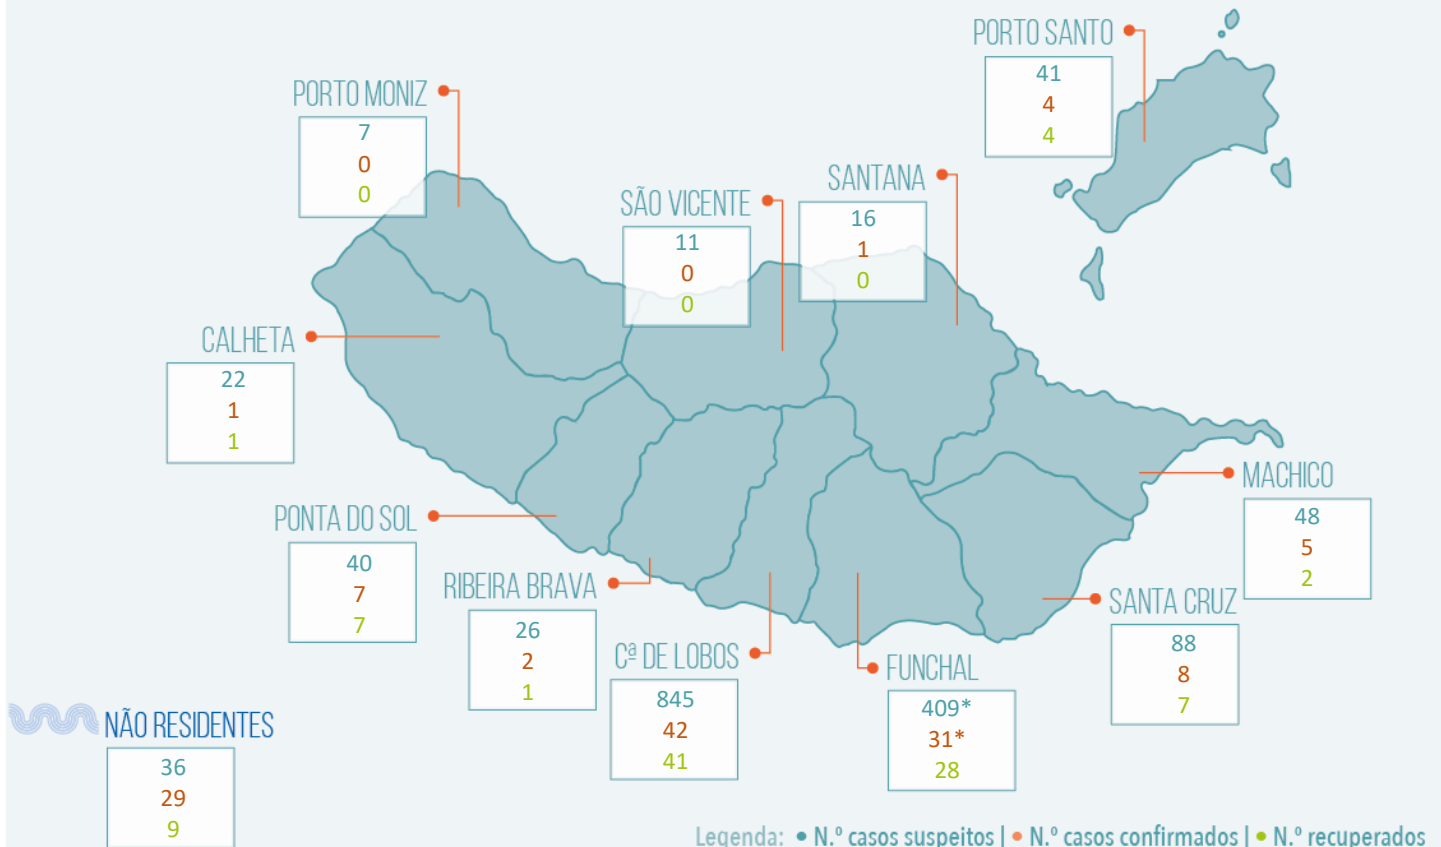 PORTO SANTO
41
4
4
PORTO MONIZ
7
0
0
SANTANA
16
1
0
SÃO VICENTE
11
0
0
CALHETA
22
1
1
MACHICO
48
5
2
PONTA DO SOL
40
7
7
RIBEIRA BRAVA
26
2
1
SANTA CRUZ
88
8
7
Cª DE LOBOS
845
42
41
FUNCHAL
409*
31*
28
NÃO RESIDENTES
36
29
9
Legenda: • N.º casos suspeitos | • N.º casos confirmados | • N.º recuperados